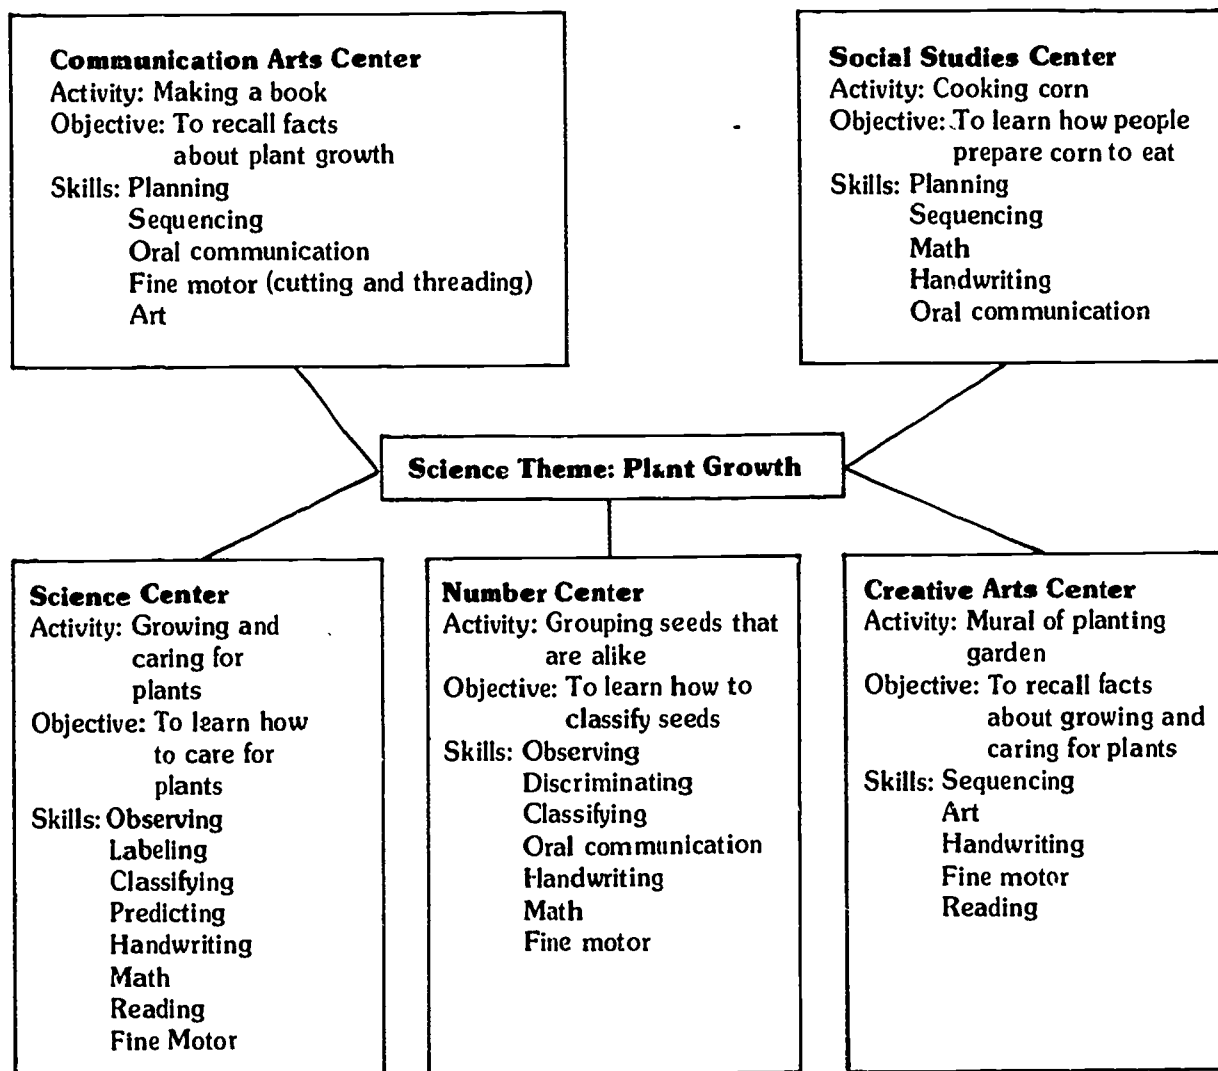 Communication Arts Center
Activity: Making a book
Objective: To recall facts
about plant growth
Skills: Planning
Sequencing
Oral communication
Fine motor (cutting and threading)
Art
Social Studies Center
Activity: Cooking corn
Objective: To learn how people
prepare corn to eat
Skills: Planning
Sequencing
Math
Handwriting
Oral communication
Science Theme: Plant Growth
Science Center
Activity: Growing and
caring for
plants
Objective: To learn how
to care for
plants
Skills: Observing
Labeling
Classifying
Predicting
Handwriting
Math
Reading
Fine Motor
Number Center
Activity: Grouping seeds that
are alike
Objective: To learn how to
classify seeds
Skills: Observing
Discriminating
Classifying
Oral communication
Handwriting
Math
Fine motor
Creative Arts Center
Activity: Mural of planting
garden
Objective: To recall facts
about growing and
caring for plants
Skills: Sequencing
Art
Handwriting
Fine motor
Reading